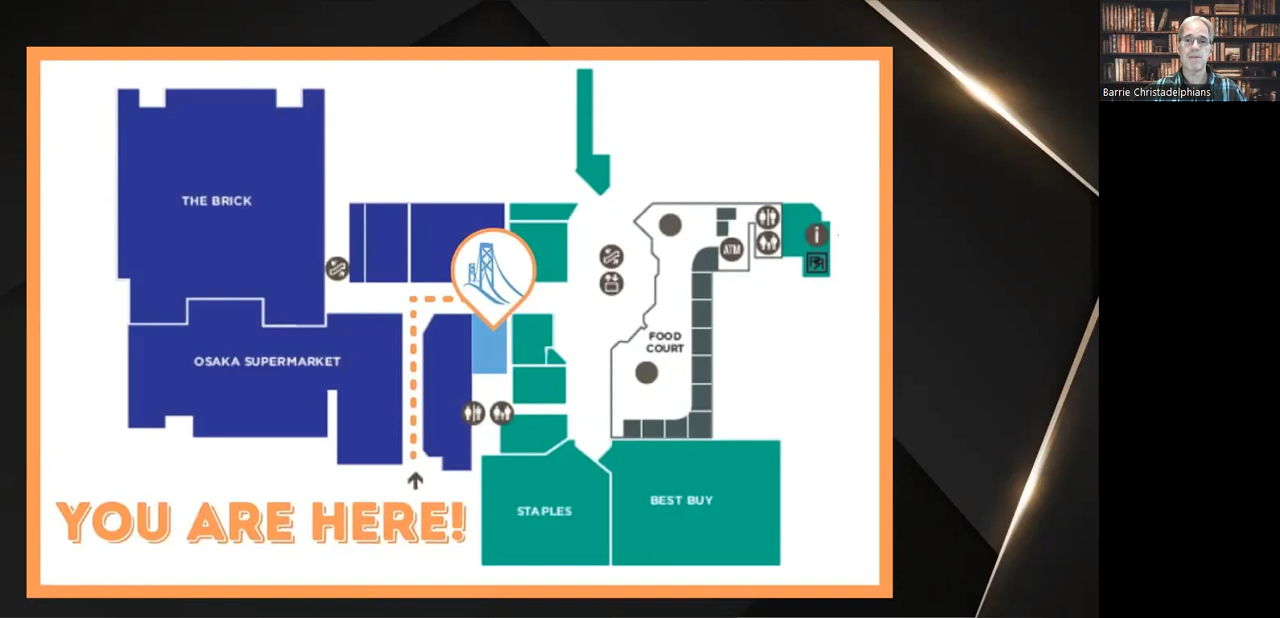 Barrie Christadelphians
THE BRICK
ATM
i
FOOD
COURT
OSAKA SUPERMARKET
YOU ARE HERE!
STAPLES
BEST BUY